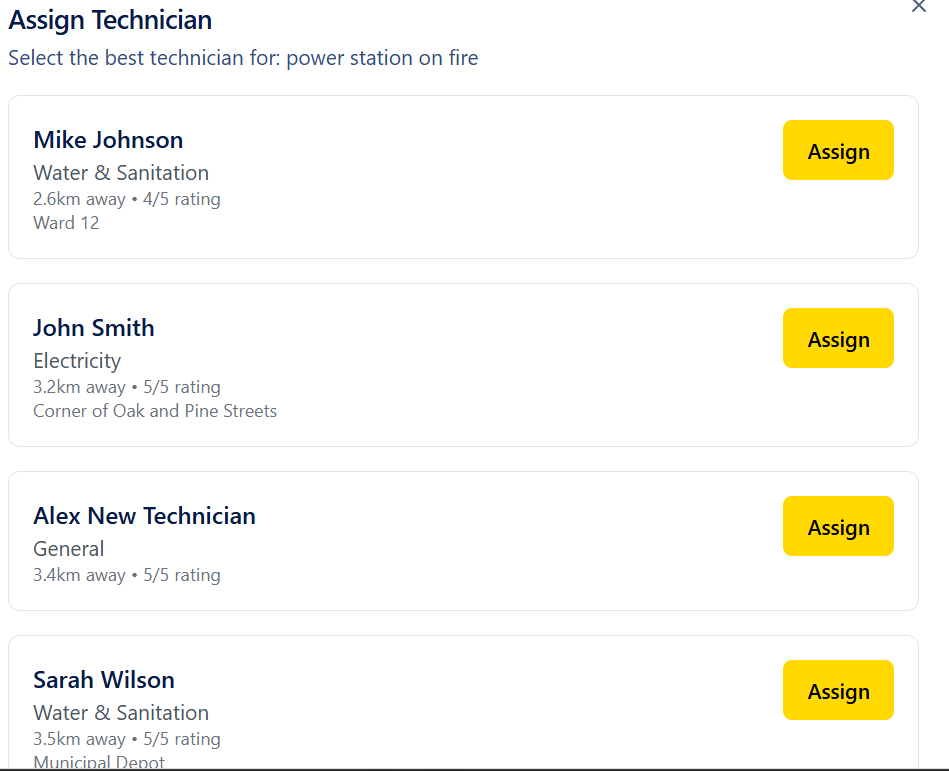 Assign Technician
Select the best technician for: power station on fire
Mike Johnson
Assign
Water & Sanitation
2.6km away • 4/5 rating
Ward 12
John Smith
Assign
Electricity
3.2km away • 5/5 rating
Corner of Oak and Pine Streets
Alex New Technician
Assign
General
3.4km away • 5/5 rating
Sarah Wilson
Assign
Water & Sanitation
3.5km away • 5/5 rating
Municipal Depot